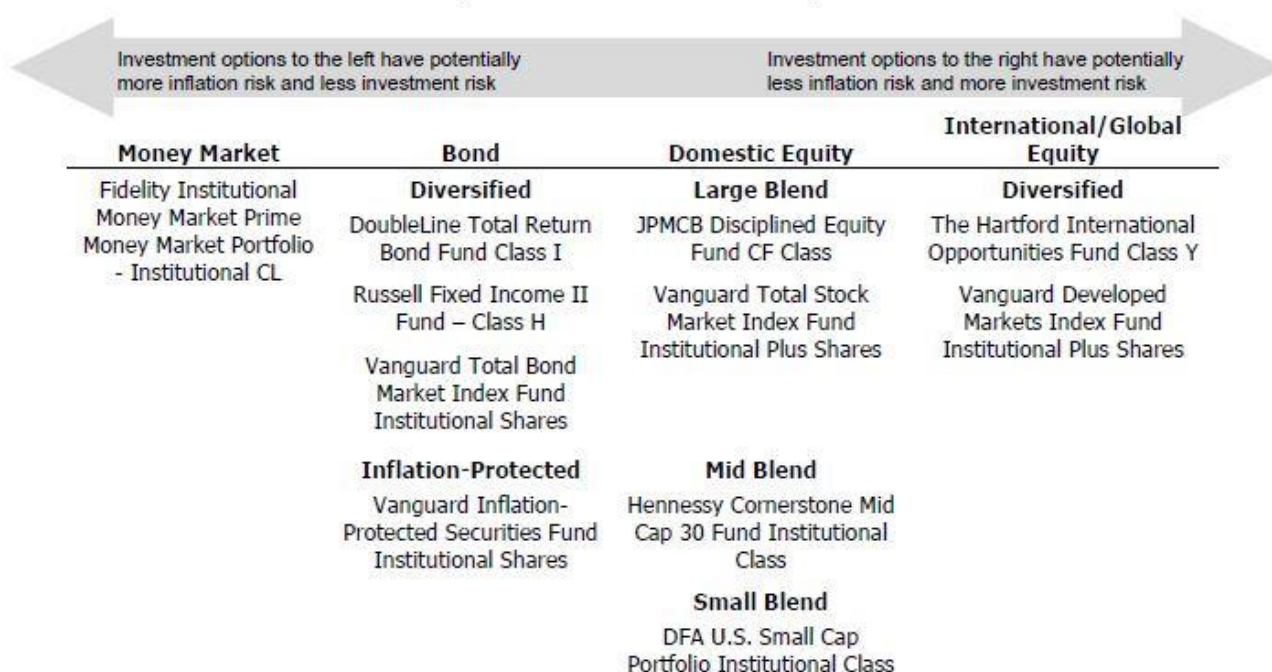 Investment options to the left have potentially
more inflation risk and less investment risk
Investment options to the right have potentially
less inflation risk and more investment risk
Money Market
Fidelity Institutional
Money Market Prime
Money Market Portfolio
- Institutional CL
Bond
Diversified
DoubleLine Total Return
Bond Fund Class I
Russell Fixed Income II
Fund – Class H
Vanguard Total Bond
Market Index Fund
Institutional Shares
Inflation-Protected
Vanguard Inflation-
Protected Securities Fund
Institutional Shares
Domestic Equity
Large Blend
JPMCB Disciplined Equity
Fund CF Class
Vanguard Total Stock
Market Index Fund
Institutional Plus Shares
Mid Blend
Hennessy Cornerstone Mid
Cap 30 Fund Institutional
Class
Small Blend
DFA U.S. Small Cap
Portfolio Institutional Class
International/Global
Equity
Diversified
The Hartford International
Opportunities Fund Class Y
Vanguard Developed
Markets Index Fund
Institutional Plus Shares